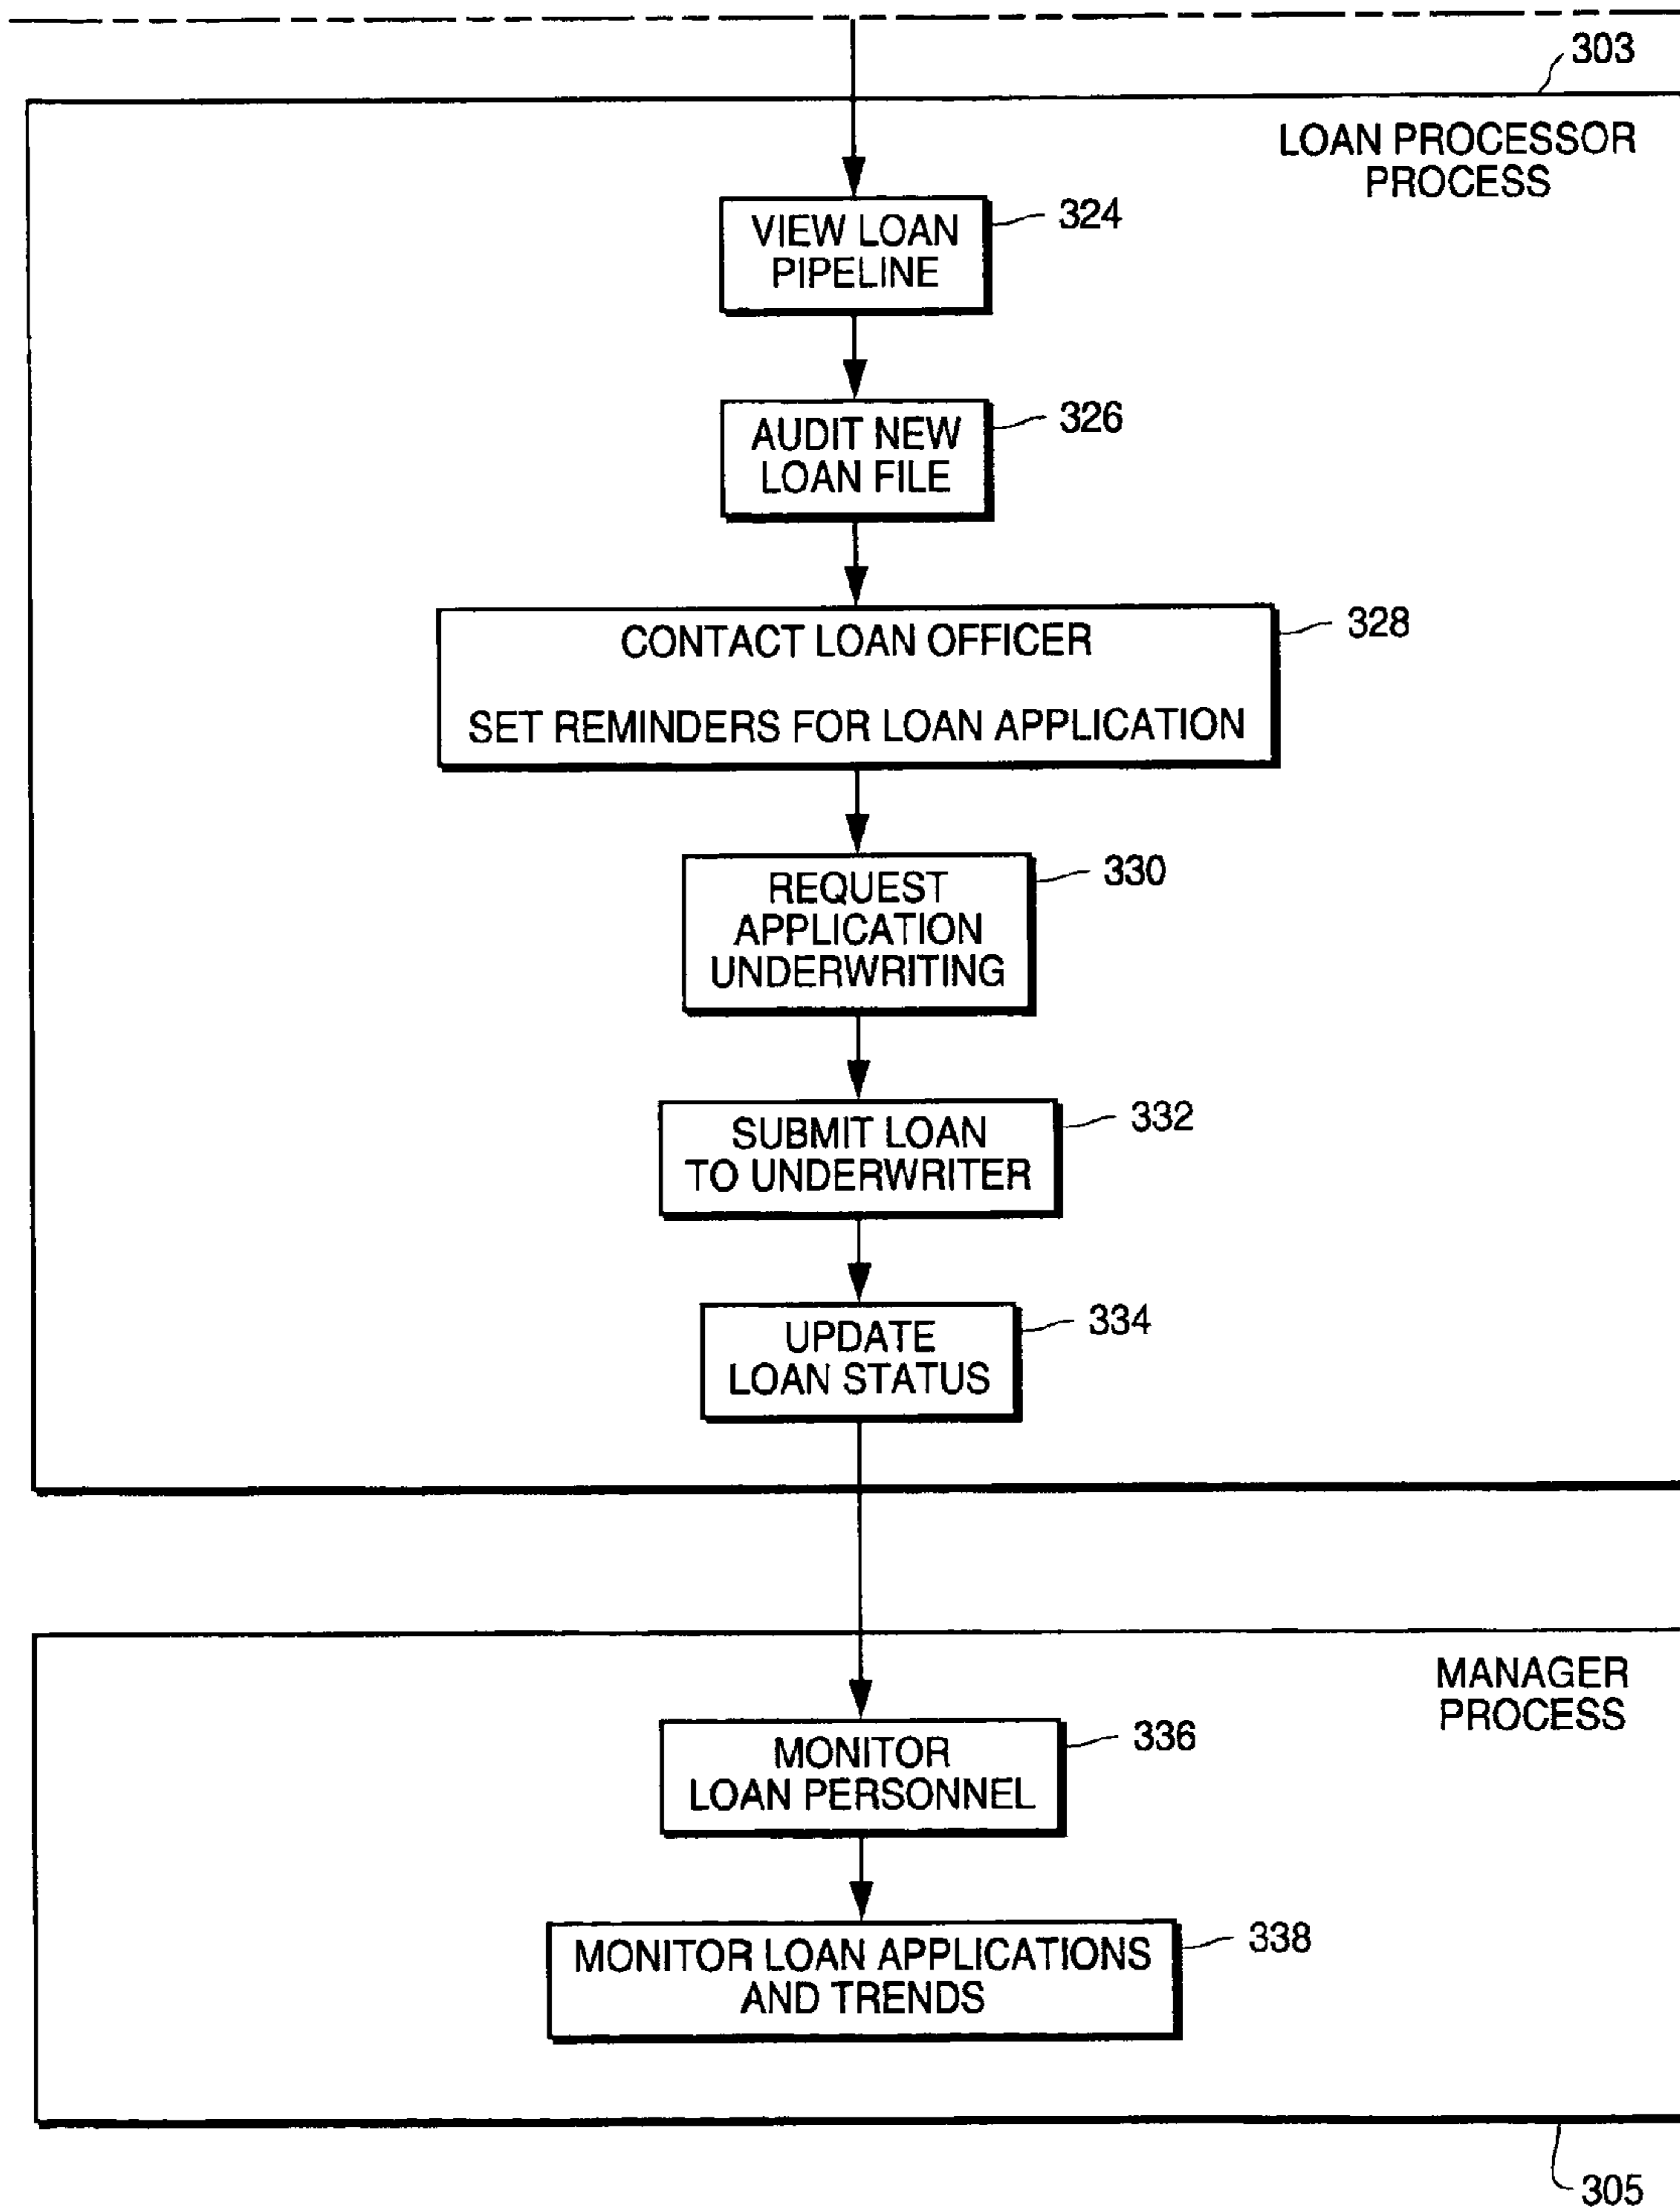 303
LOAN PROCESSOR
PROCESS
324
VIEW LOAN
PIPELINE
326
AUDIT NEW
LOAN FILE
328
CONTACT LOAN OFFICER
SET REMINDERS FOR LOAN APPLICATION
330
REQUEST
APPLICATION
UNDERWRITING
332
SUBMIT LOAN
TO UNDERWRITER
334
UPDATE
LOAN STATUS
MANAGER
PROCESS
336
MONITOR
LOAN PERSONNEL
338
MONITOR LOAN APPLICATIONS
AND TRENDS
305